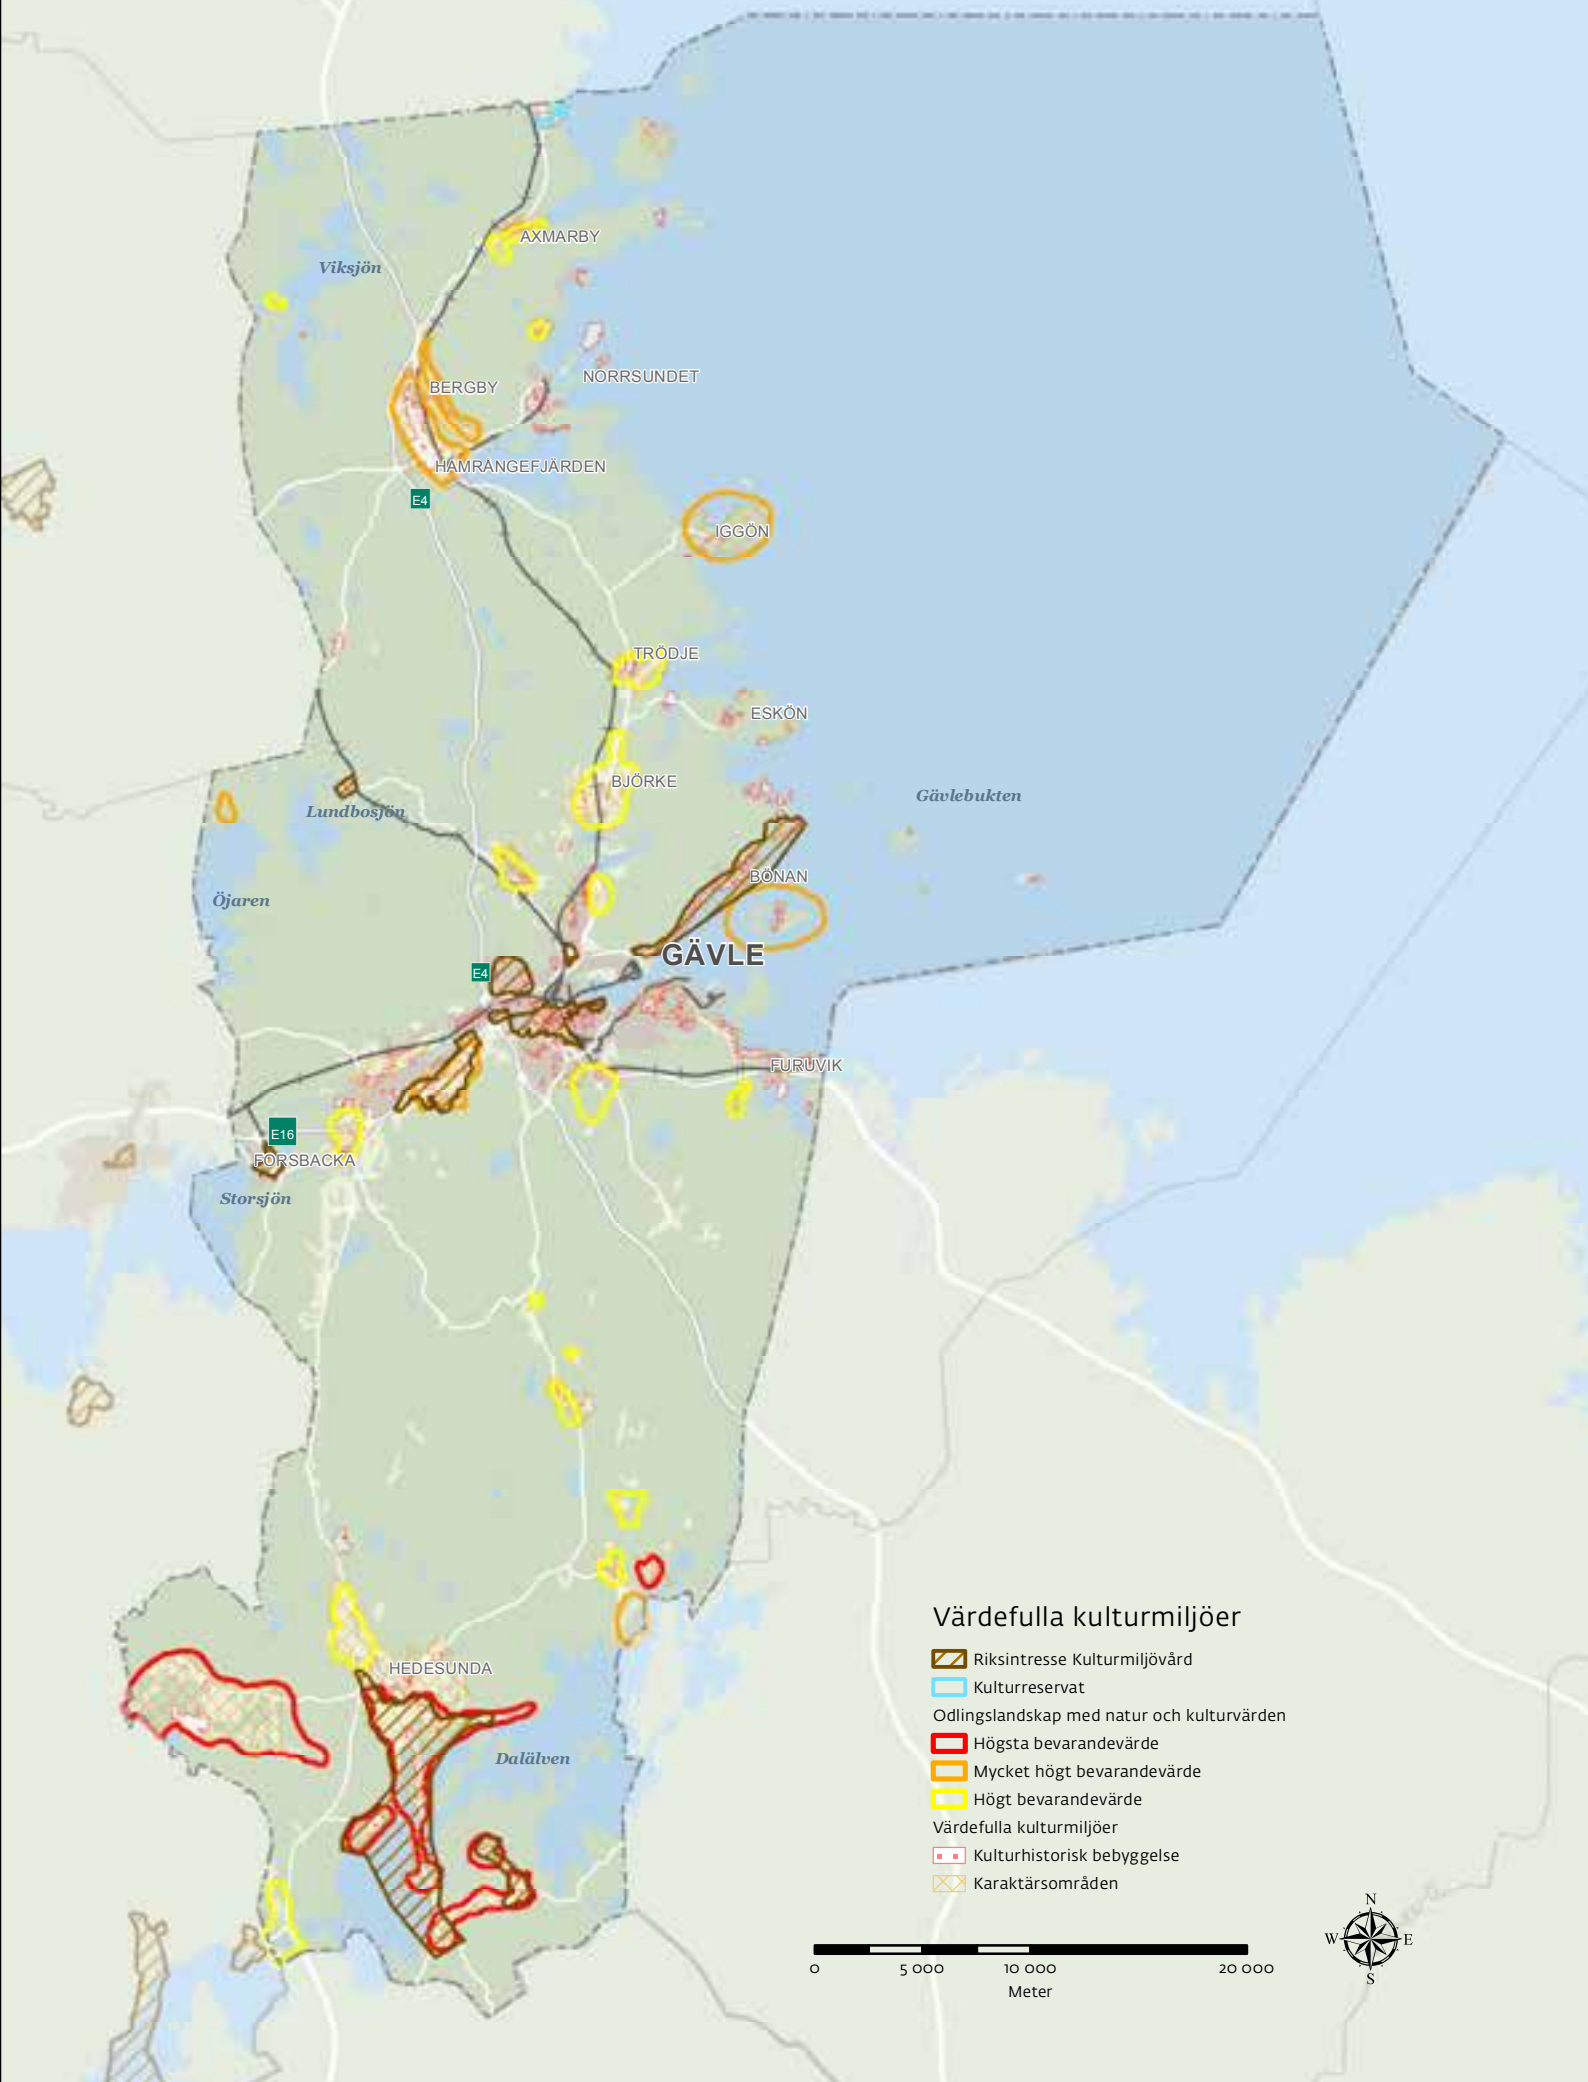 AXMARBY
Viksjön
NORRSUNDET
BERGBY
HAMRÅNGEFJÄRDEN
E4
IGGÖN
TRÖDJE
ESKÖN
BJÖRKE
Gävlebukten
Lundbosjön
BÖNAN
Öjaren
GÄVLE
E4
FURUVIK
E16
FORSBACKA
Storsjön
HEDESUNDA
Dalälven
Värdefulla kulturmiljöer
Riksintresse Kulturmiljövård
Kulturreservat
Odlingslandskap med natur och kulturvärden
Högsta bevarandevärde
Mycket högt bevarandevärde
Högt bevarandevärde
Värdefulla kulturmiljöer
Kulturhistorisk bebyggelse
Karaktärsområden
N
W E
S
0 5 000 10 000 20 000
Meter